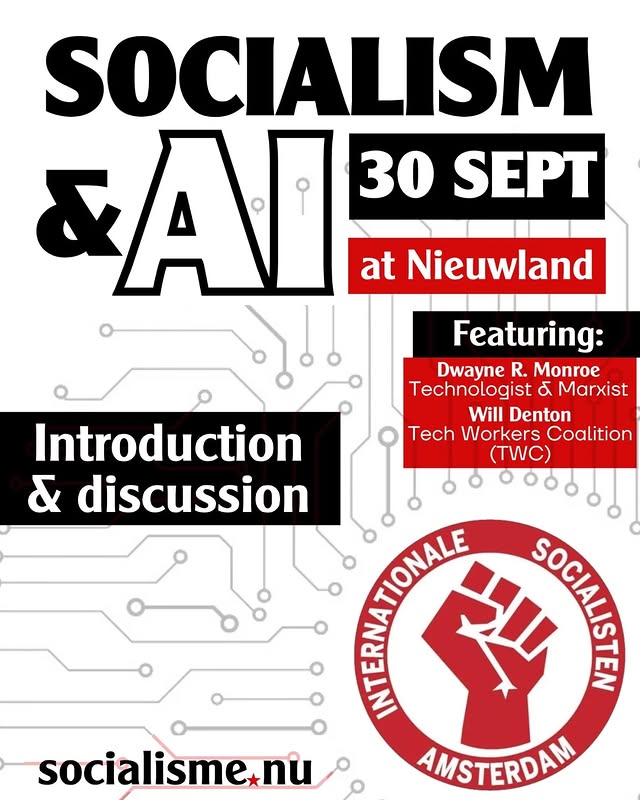 SOCIALISM
& AI
30 SEPT
at Nieuwland
Featuring:
Dwayne R. Monroe
Technologist & Marxist
Will Denton
Tech Workers Coalition
(TWC)
Introduction
& discussion
INTERNATIONALE SOCIALISTEN
AMSTERDAM
socialisme.nu